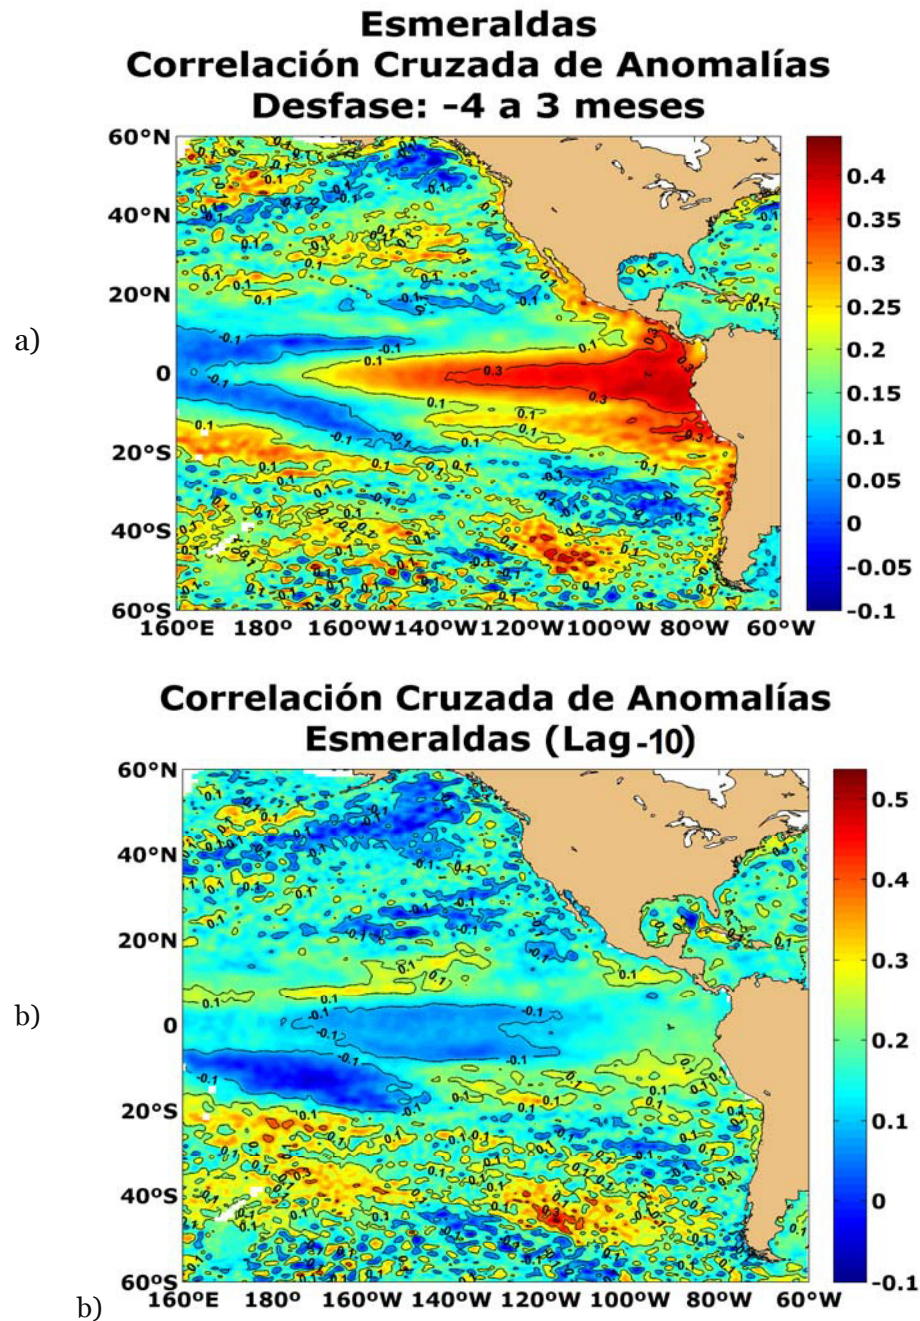 Esmeraldas
Correlación Cruzada de Anomalías
Desfase: -4 a 3 meses
a)
60°N
40°N
20°N
0
20°S
40°S
60°S
160°E 180° 160°W 140°W 120°W 100°W 80°W 60°W
0.4
0.35
0.3
0.25
0.2
0.15
0.1
0.05
0
-0.05
-0.1
Correlación Cruzada de Anomalías
Esmeraldas (Lag -10)
b)
60°N
40°N
20°N
0
20°S
40°S
60°S
160°E 180° 160°W 140°W 120°W 100°W 80°W 60°W
0.5
0.4
0.3
0.2
0.1
0
-0.1
b)